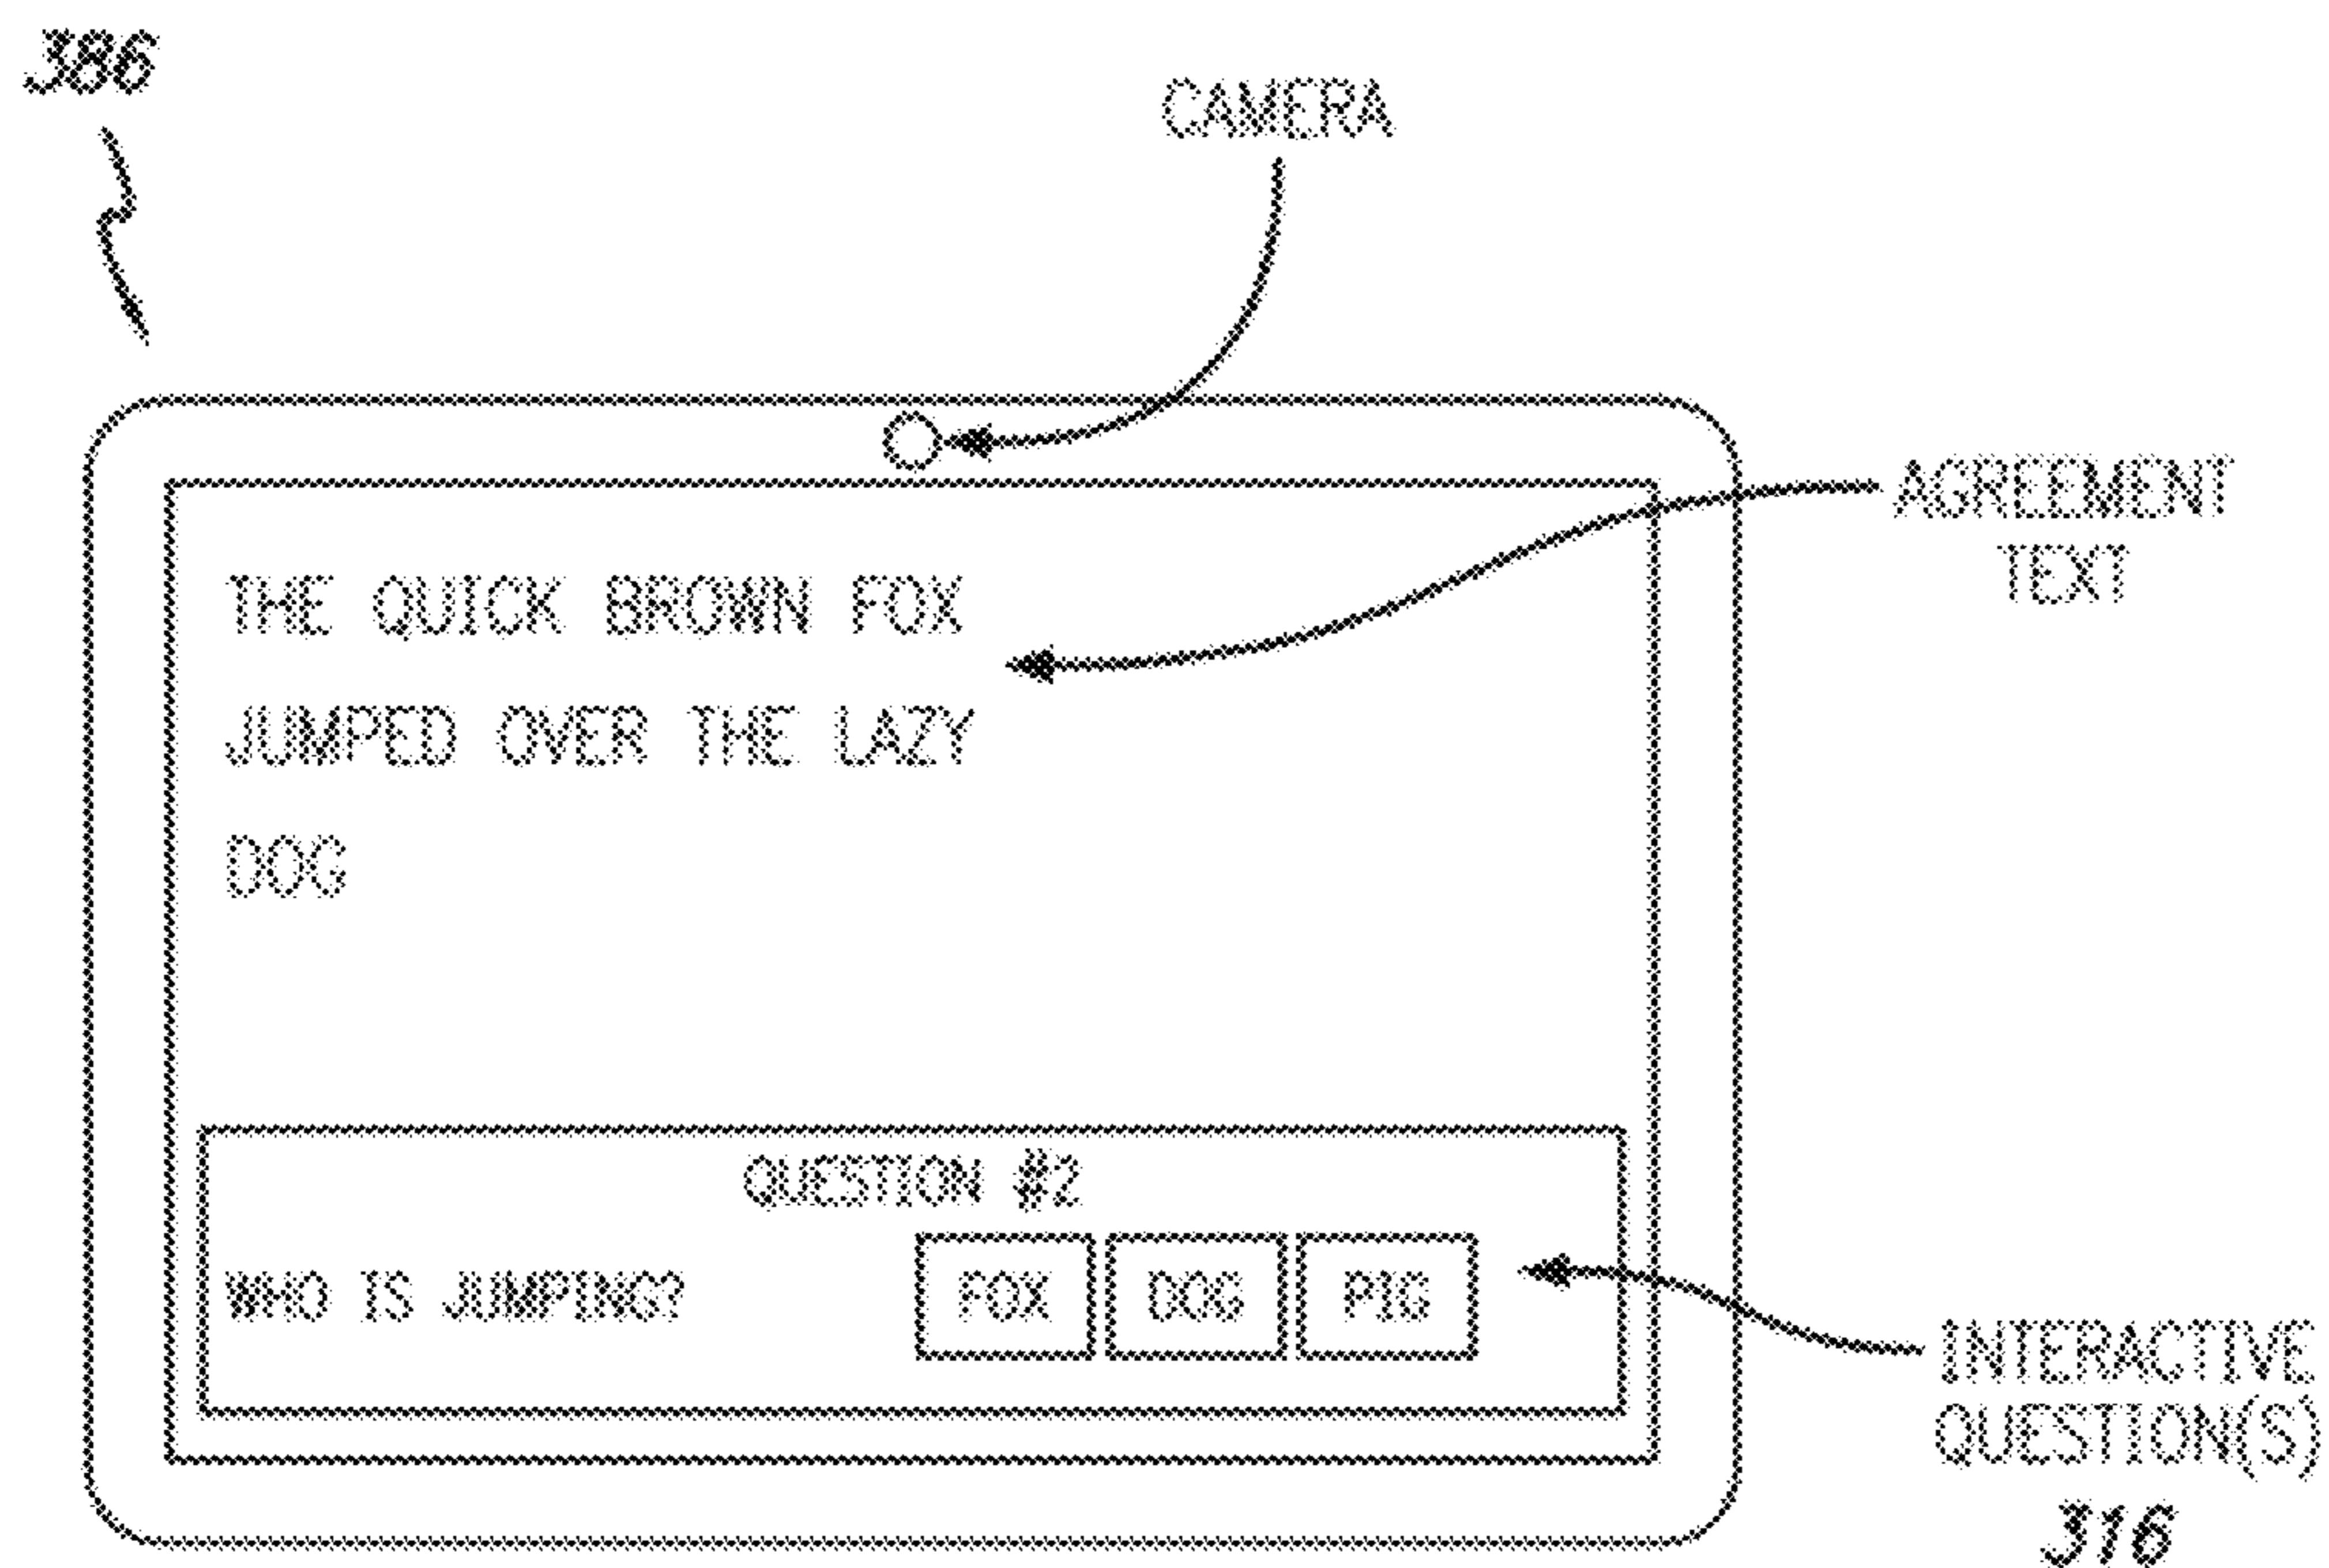 386
CAMERA
AGREEMENT
TEXT
THE QUICK BROWN FOX
JUMPED OVER THE LAZY
DOG
QUESTION #2
WHO IS JUMPING? FOX DOG PIG
INTERACTIVE
QUESTION(S)
316